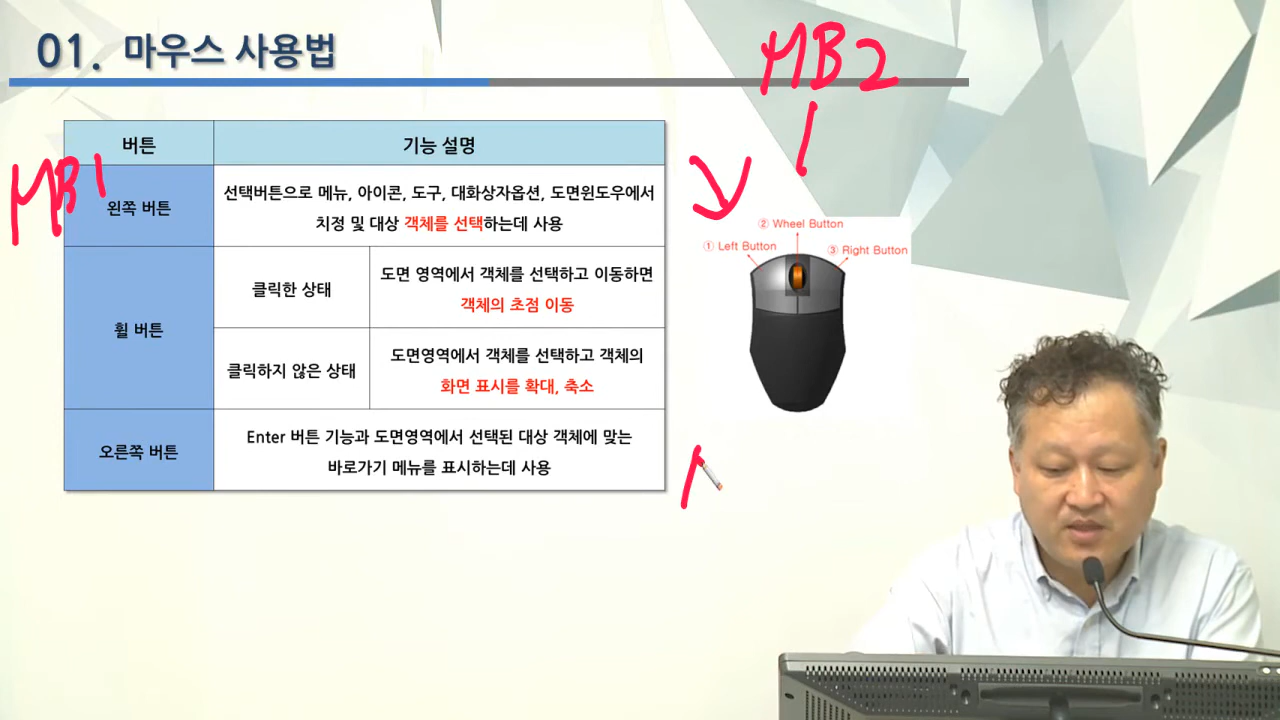 01. 마우스 사용법
MB2
버튼
기능 설명
MB1
왼쪽 버튼
선택버튼으로 메뉴, 아이콘, 도구, 대화상자옵션, 도면윈도우에서
치정 및 대상 객체를 선택하는데 사용
휠 버튼
클릭한 상태
도면 영역에서 객체를 선택하고 이동하면
객체의 초점 이동
클릭하지 않은 상태
도면영역에서 객체를 선택하고 객체의
화면 표시를 확대, 축소
오른쪽 버튼
Enter 버튼 기능과 도면영역에서 선택된 대상 객체에 맞는
바로가기 메뉴를 표시하는데 사용
② Wheel Button
① Left Button
③ Right Button